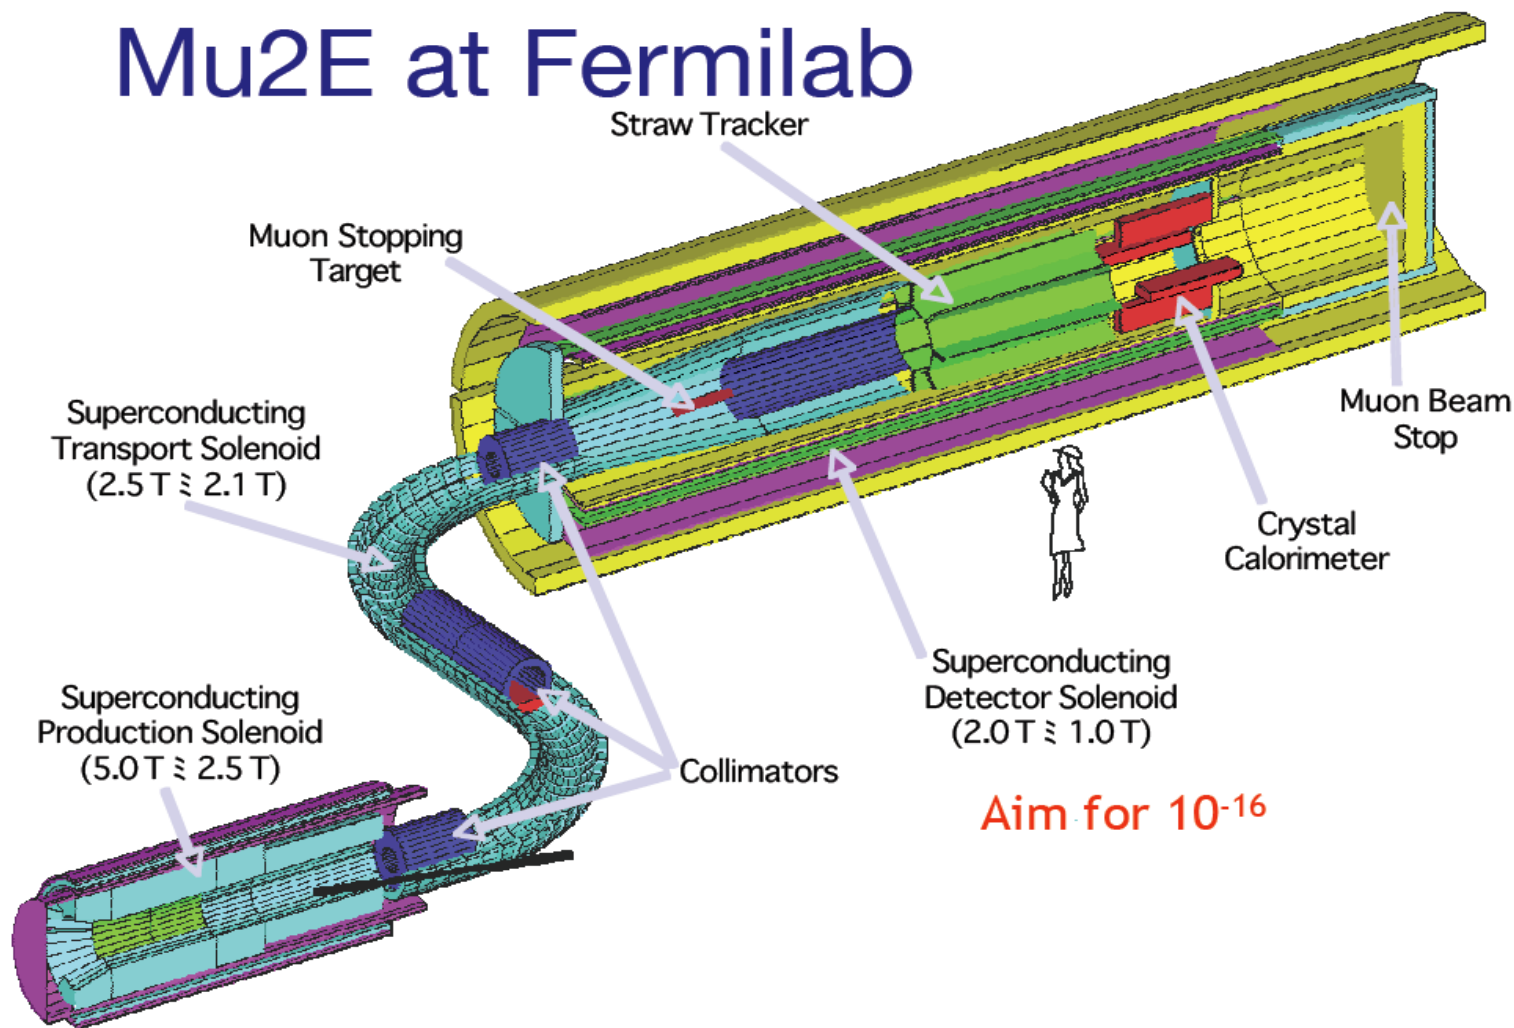 Mu2E at Fermilab
Straw Tracker
Muon Stopping
Target
Superconducting
Transport Solenoid
(2.5 T ⺀ 2.1 T)
Muon Beam
Stop
Crystal
Calorimeter
Superconducting
Detector Solenoid
(2.0 T ⺀ 1.0 T)
Superconducting
Production Solenoid
(5.0 T ⺀ 2.5 T)
Collimators
Aim for 10⁻¹⁶